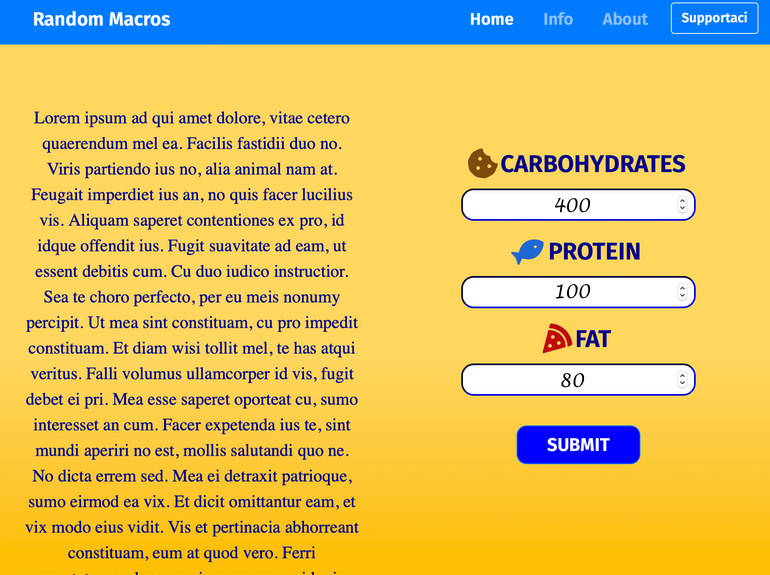 Random Macros
Home Info About Supportaci
Lorem ipsum ad qui amet dolore, vitae cetero
quaerendum mel ea. Facilis fastidii duo no.
Viris partiendo ius no, alia animal nam at.
Feugait imperdiet ius an, no quis facer lucilius
vis. Aliquam saperet contentiones ex pro, id
idque offendit ius. Fugit suavitate ad eam, ut
essent debitis cum. Cu duo iudico instructior.
Sea te choro perfecto, per eu meis nonumy
percipit. Ut mea sint constituam, cu pro impedit
constituam. Et diam wisi tollit mel, te has atqui
veritus. Falli volumus ullamcorper id vis, fugit
debet ei pri. Mea esse saperet oporteat cu, sumo
interesset an cum. Facer expetenda ius te, sint
mundi aperiri no est, mollis salutandi quo ne.
No dicta errem sed. Mea ei detraxit patrioque,
sumo eirmod ea vix. Et dicit omittantur eam, et
vix modo eius vidit. Vis et pertinacia abhorreant
constituam, eum at quod vero. Ferri
CARBOHYDRATES
400
PROTEIN
100
FAT
80
SUBMIT